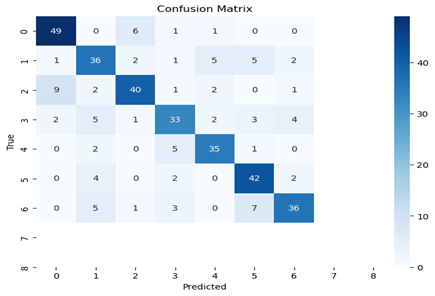 Confusion Matrix
0 49 0 6 1 1 0 0
1 1 36 2 1 5 5 2
2 9 2 40 1 2 0 1
3 2 5 1 33 2 3 4
4 0 2 0 5 35 1 0
5 0 4 0 2 0 42 2
6 0 5 1 3 0 7 36
7
8
True
0 1 2 3 4 5 6 7 8
Predicted
40
30
20
10
0